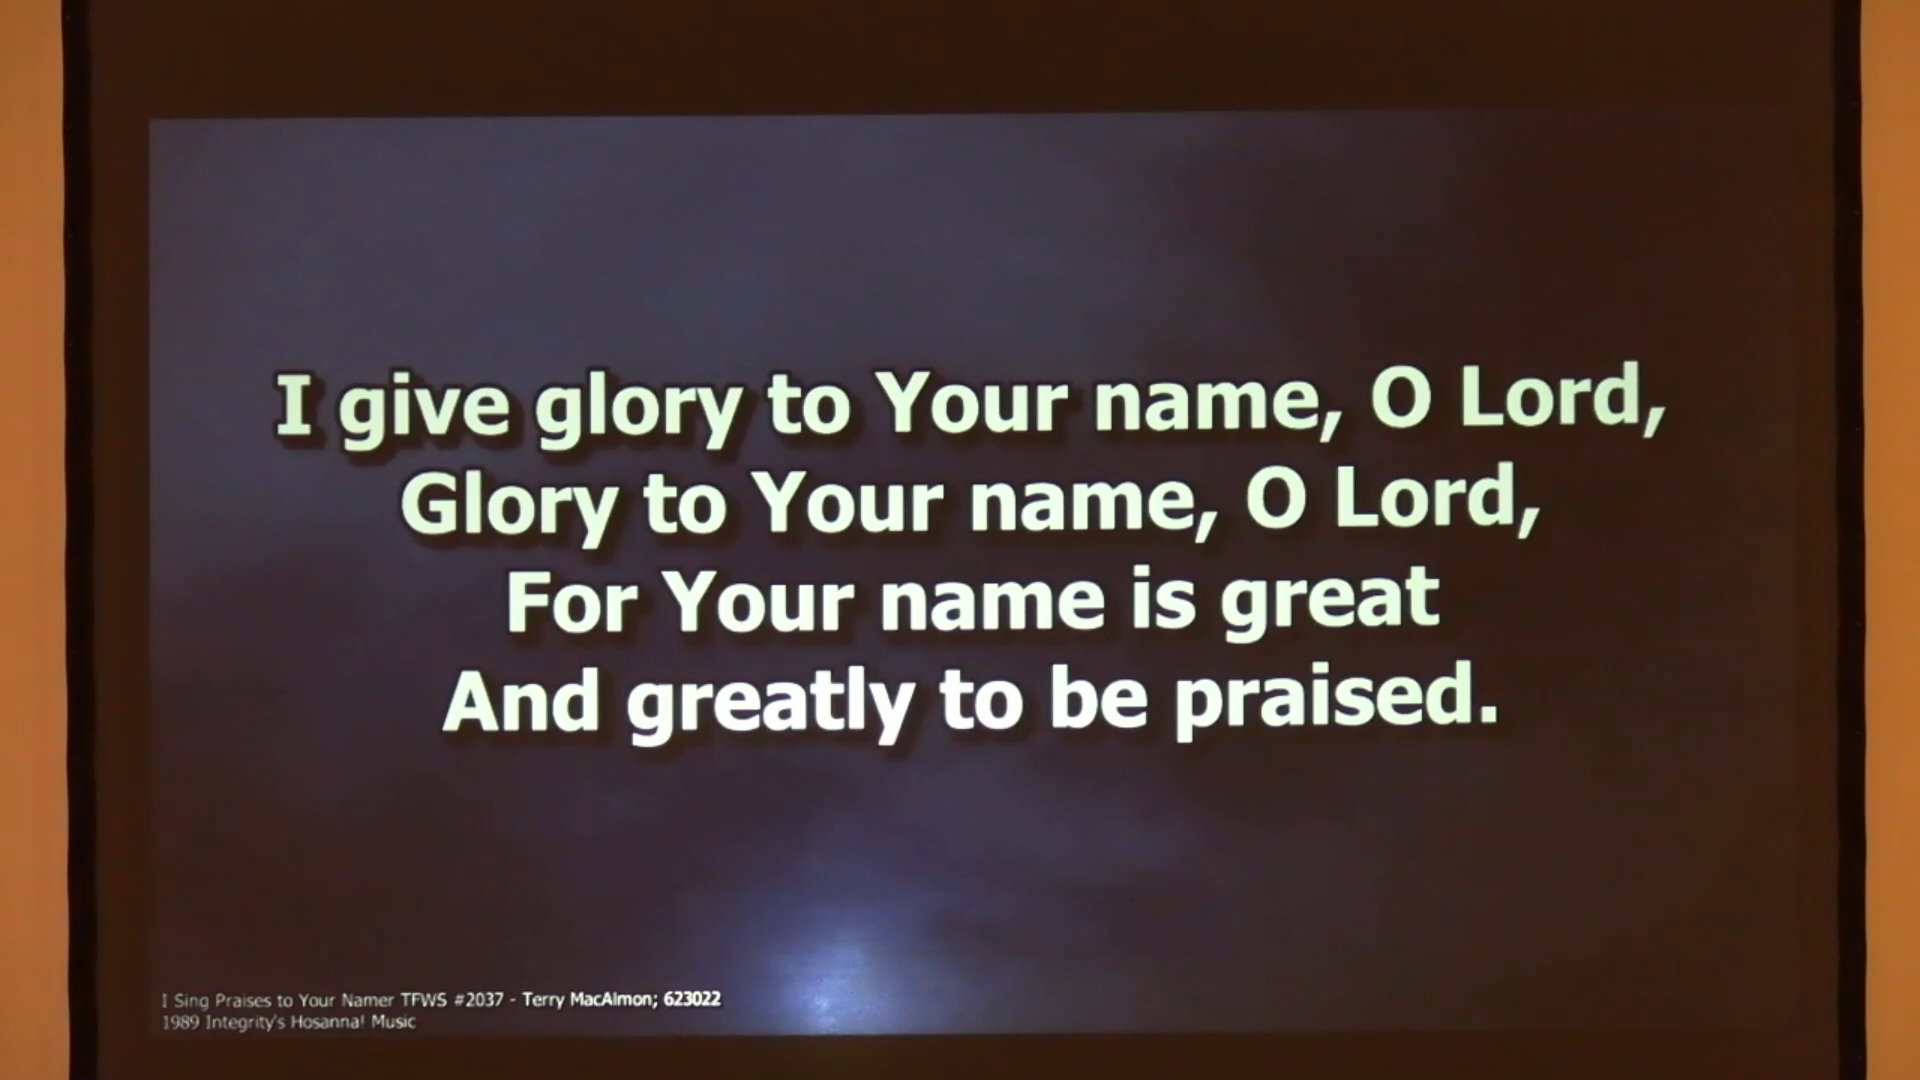 I give glory to Your name, O Lord,
Glory to Your name, O Lord,
For Your name is great
And greatly to be praised.
I Sing Praises to Your Namer TFWS #2037 - Terry MacAlmon; 623022
1989 Integrity's Hosanna! Music